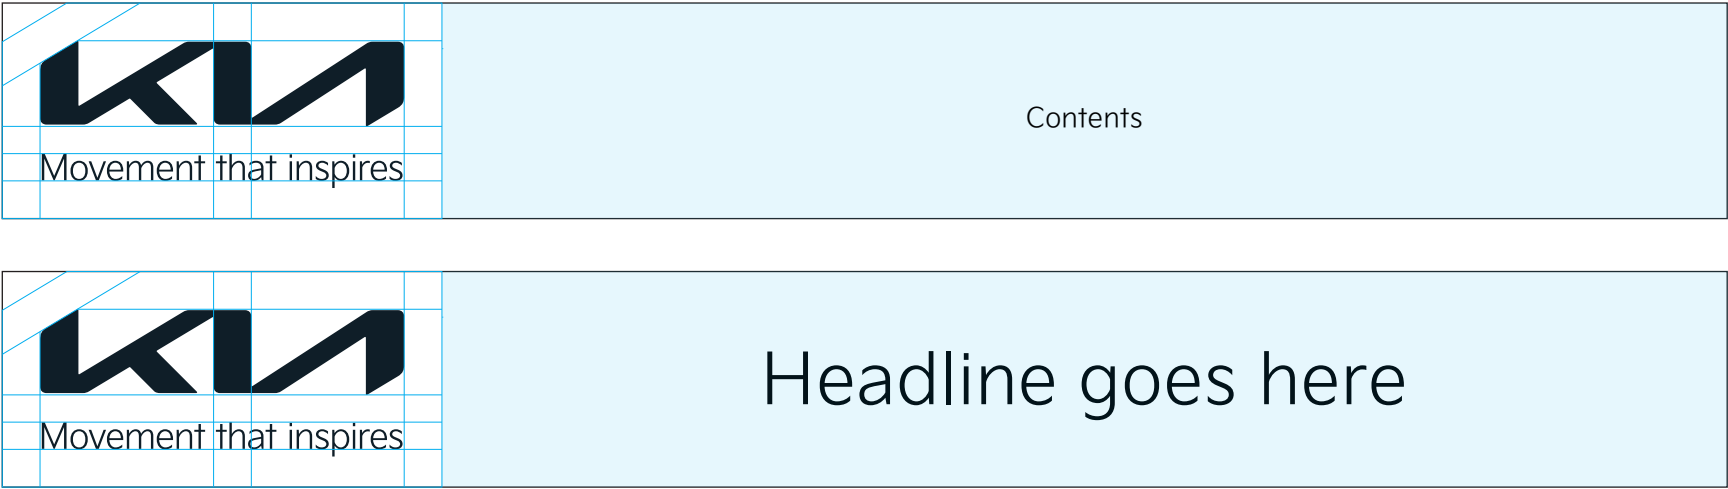 KIA
Movement that inspires
Contents
KIA
Movement that inspires
Headline goes here